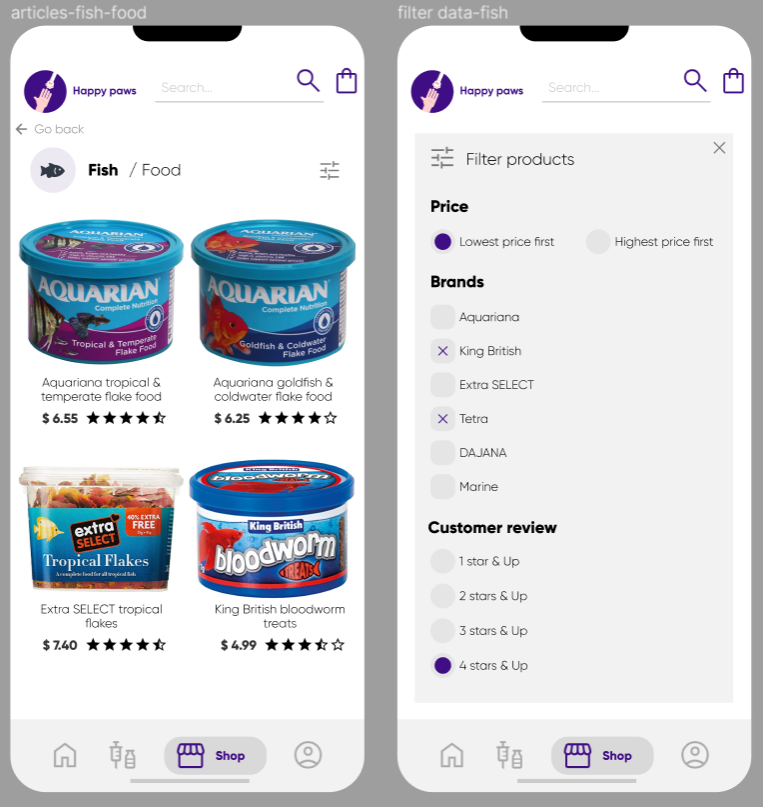 articles-fish-food
Happy paws
Search...
Go back
Fish / Food
AQUARIAN
AQUARIAN
Complete Nutrition
Tropical & Temperate
Flake Food
AQUARIAN
AQUARIAN
Complete Nutrition
Goldfish & Coldwater
Flake Food
Aquariana tropical &
temperate flake food
$ 6.55
Aquariana goldfish &
coldwater flake food
$ 6.25
40% EXTRA
FREE
extra
SELECT
Tropical Flakes
A complete food for all tropical fish
King British
bloodworm
King British
bloodworm
TREATS
Extra SELECT tropical
flakes
$ 7.40
King British bloodworm
treats
$ 4.99
Shop
filter data-fish
Happy paws
Search...
Filter products
Price
Lowest price first
Highest price first
Brands
Aquariana
King British
Extra SELECT
Tetra
DAJANA
Marine
Customer review
1 star & Up
2 stars & Up
3 stars & Up
4 stars & Up
Shop